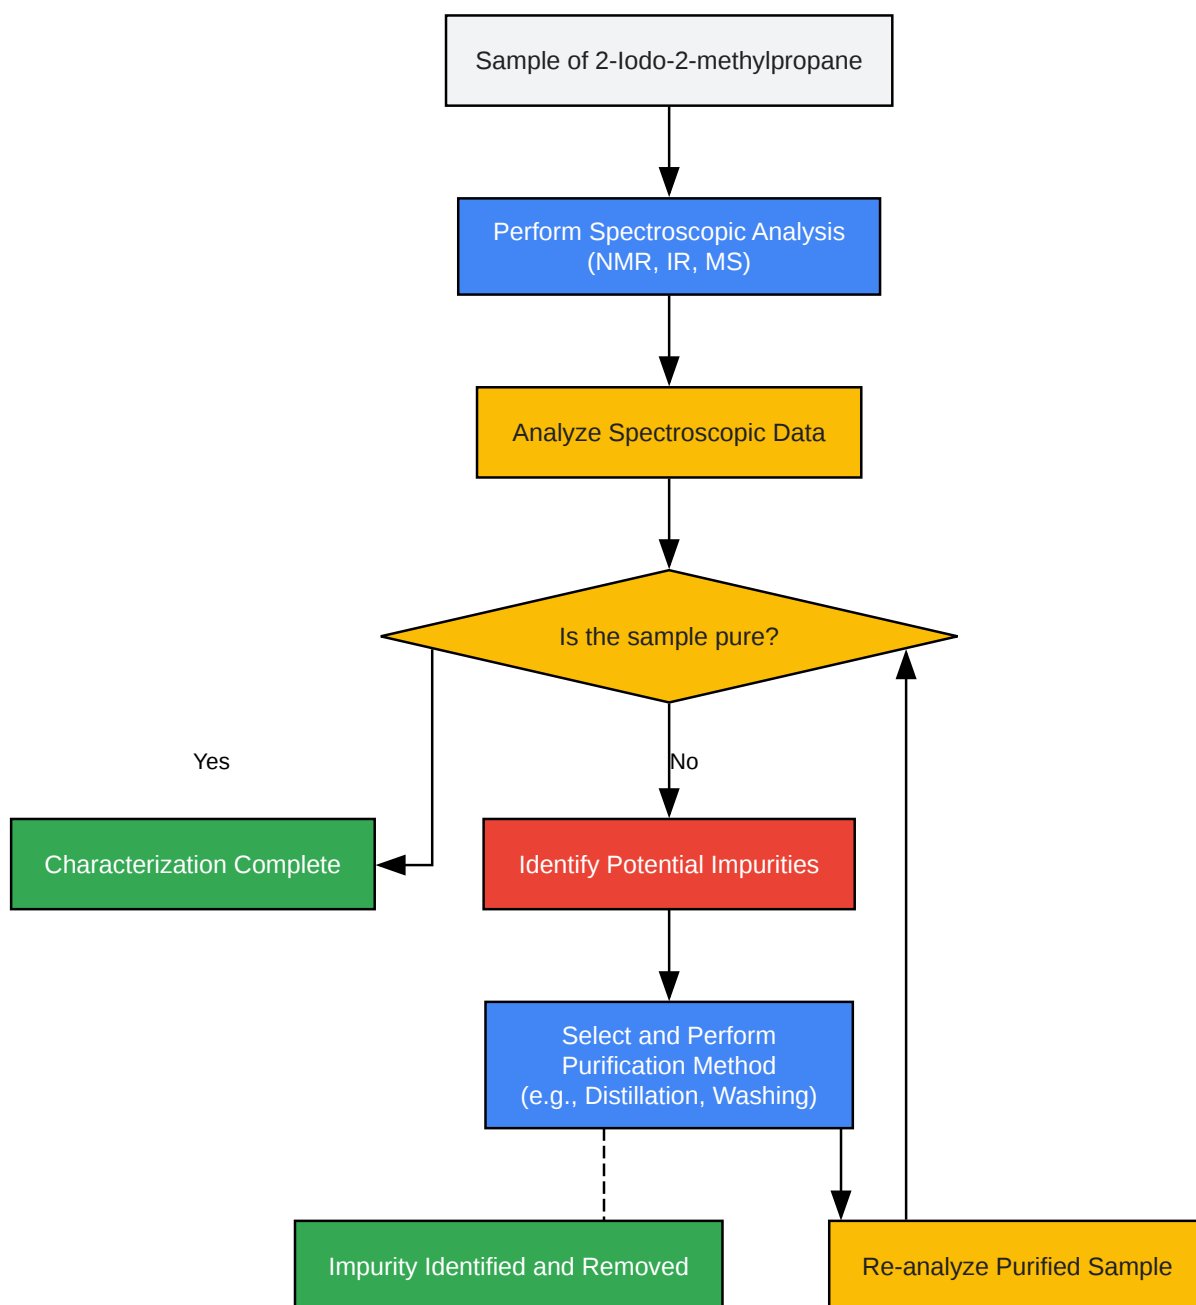 Sample of 2-Iodo-2-methylpropane
Perform Spectroscopic Analysis
(NMR, IR, MS)
Analyze Spectroscopic Data
Is the sample pure?
Yes
No
Characterization Complete
Identify Potential Impurities
Select and Perform
Purification Method
(e.g., Distillation, Washing)
Impurity Identified and Removed
Re-analyze Purified Sample